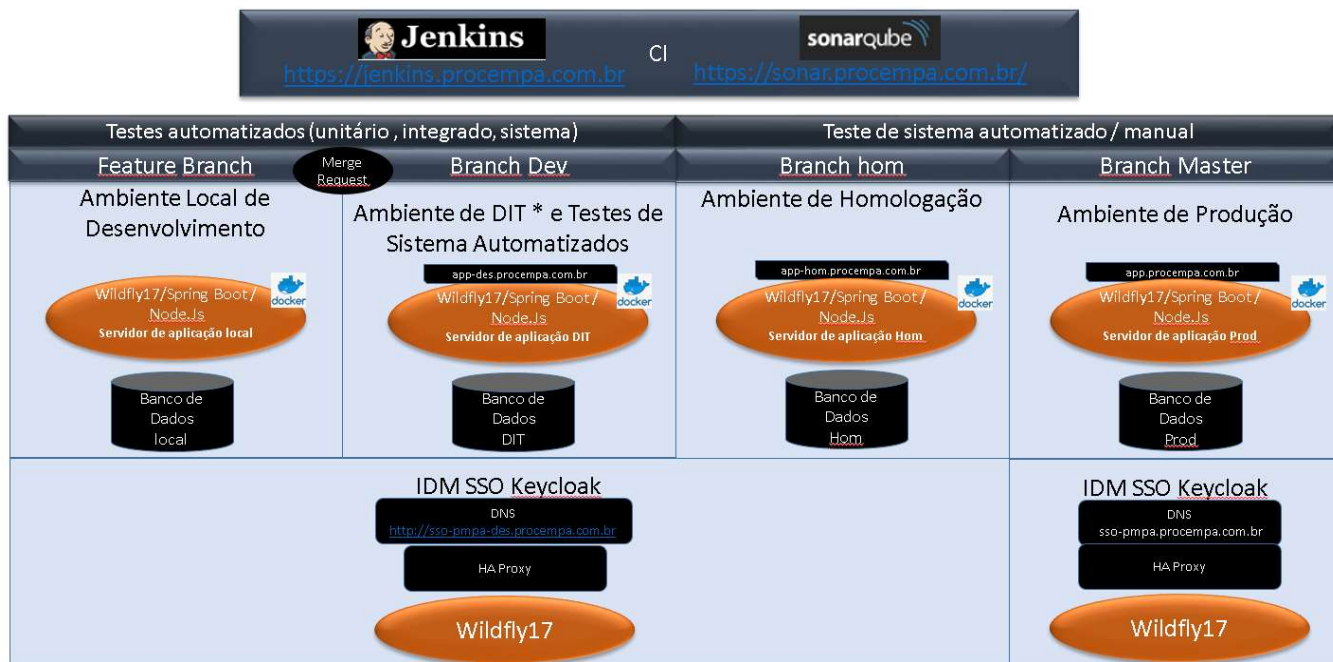 Jenkins
CI
sonarqube
https://jenkins.procempa.com.br
https://sonar.procempa.com.br/
Testes automatizados (unitário , integrado, sistema)
Teste de sistema automatizado / manual
Feature Branch
Merge
Request
Branch Dev
Branch hom
Branch Master
Ambiente Local de
Desenvolvimento
Wildfly17/Spring Boot/
Node.Js
Servidor de aplicação local
docker
Banco de
Dados
local
Ambiente de DIT * e Testes de
Sistema Automatizados
app-des.procempa.com.br
Wildfly17/Spring Boot/
Node.Js
Servidor de aplicação DIT
docker
Banco de
Dados
DIT
Ambiente de Homologação
app-hom.procempa.com.br
Wildfly17/Spring Boot/
Node.Js
Servidor de aplicação Hom
docker
Banco de
Dados
Hom
Ambiente de Produção
app.procempa.com.br
Wildfly17/Spring Boot/
Node.Js
Servidor de aplicação Prod
docker
Banco de
Dados
Prod
IDM SSO Keycloak
DNS
http://sso-pmpa-des.procempa.com.br
HA Proxy
Wildfly17
IDM SSO Keycloak
DNS
sso-pmpa.procempa.com.br
HA Proxy
Wildfly17